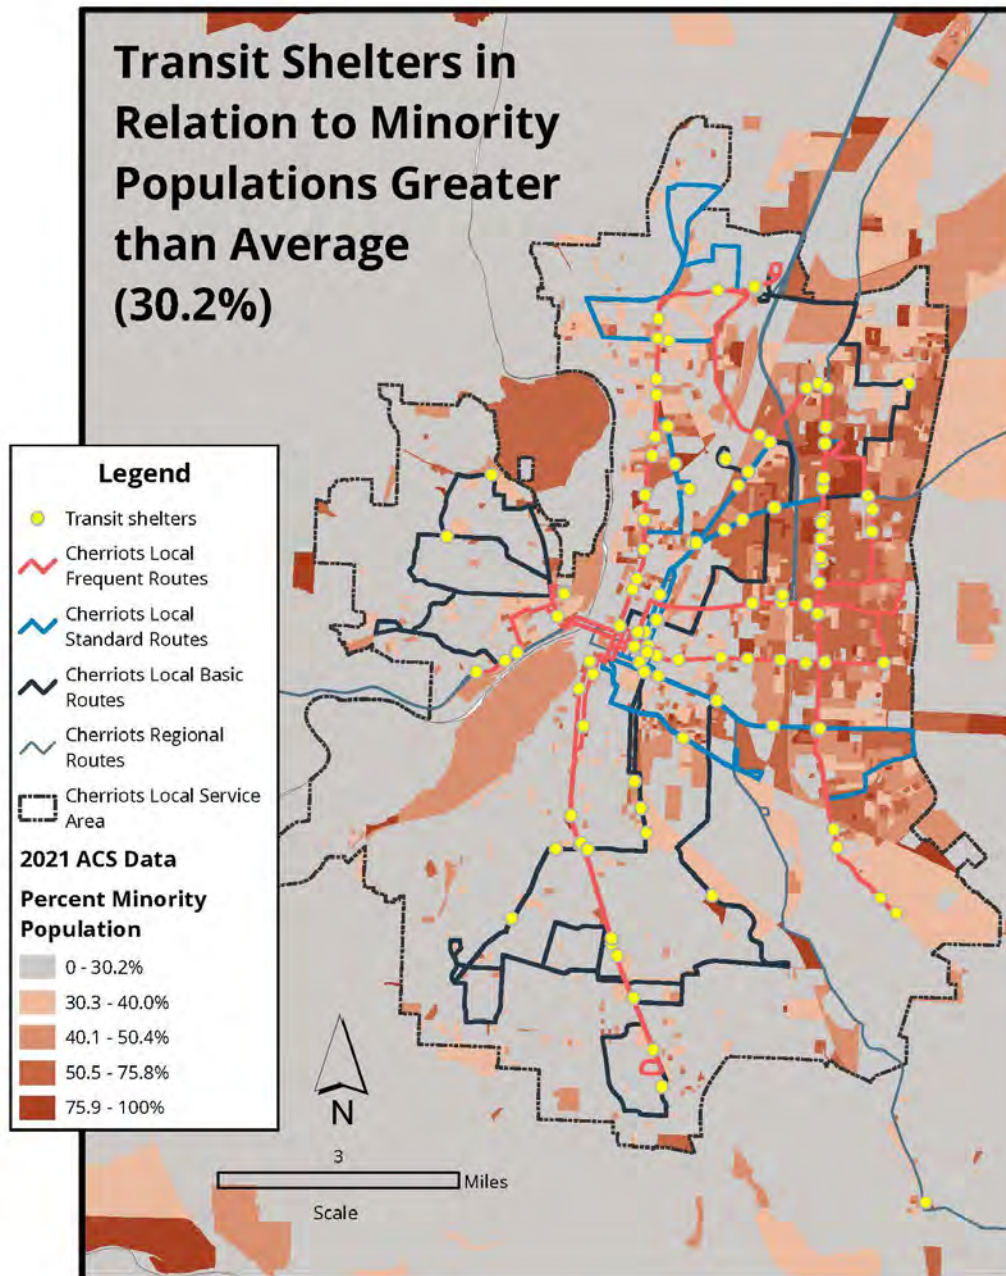 Transit Shelters in
Relation to Minority
Populations Greater
than Average
(30.2%)
Legend
Transit shelters
Cherriots Local
Frequent Routes
Cherriots Local
Standard Routes
Cherriots Local Basic
Routes
Cherriots Regional
Routes
Cherriots Local Service
Area
2021 ACS Data
Percent Minority
Population
0 - 30.2%
30.3 - 40.0%
40.1 - 50.4%
50.5 - 75.8%
75.9 - 100%
N
3
Miles
Scale